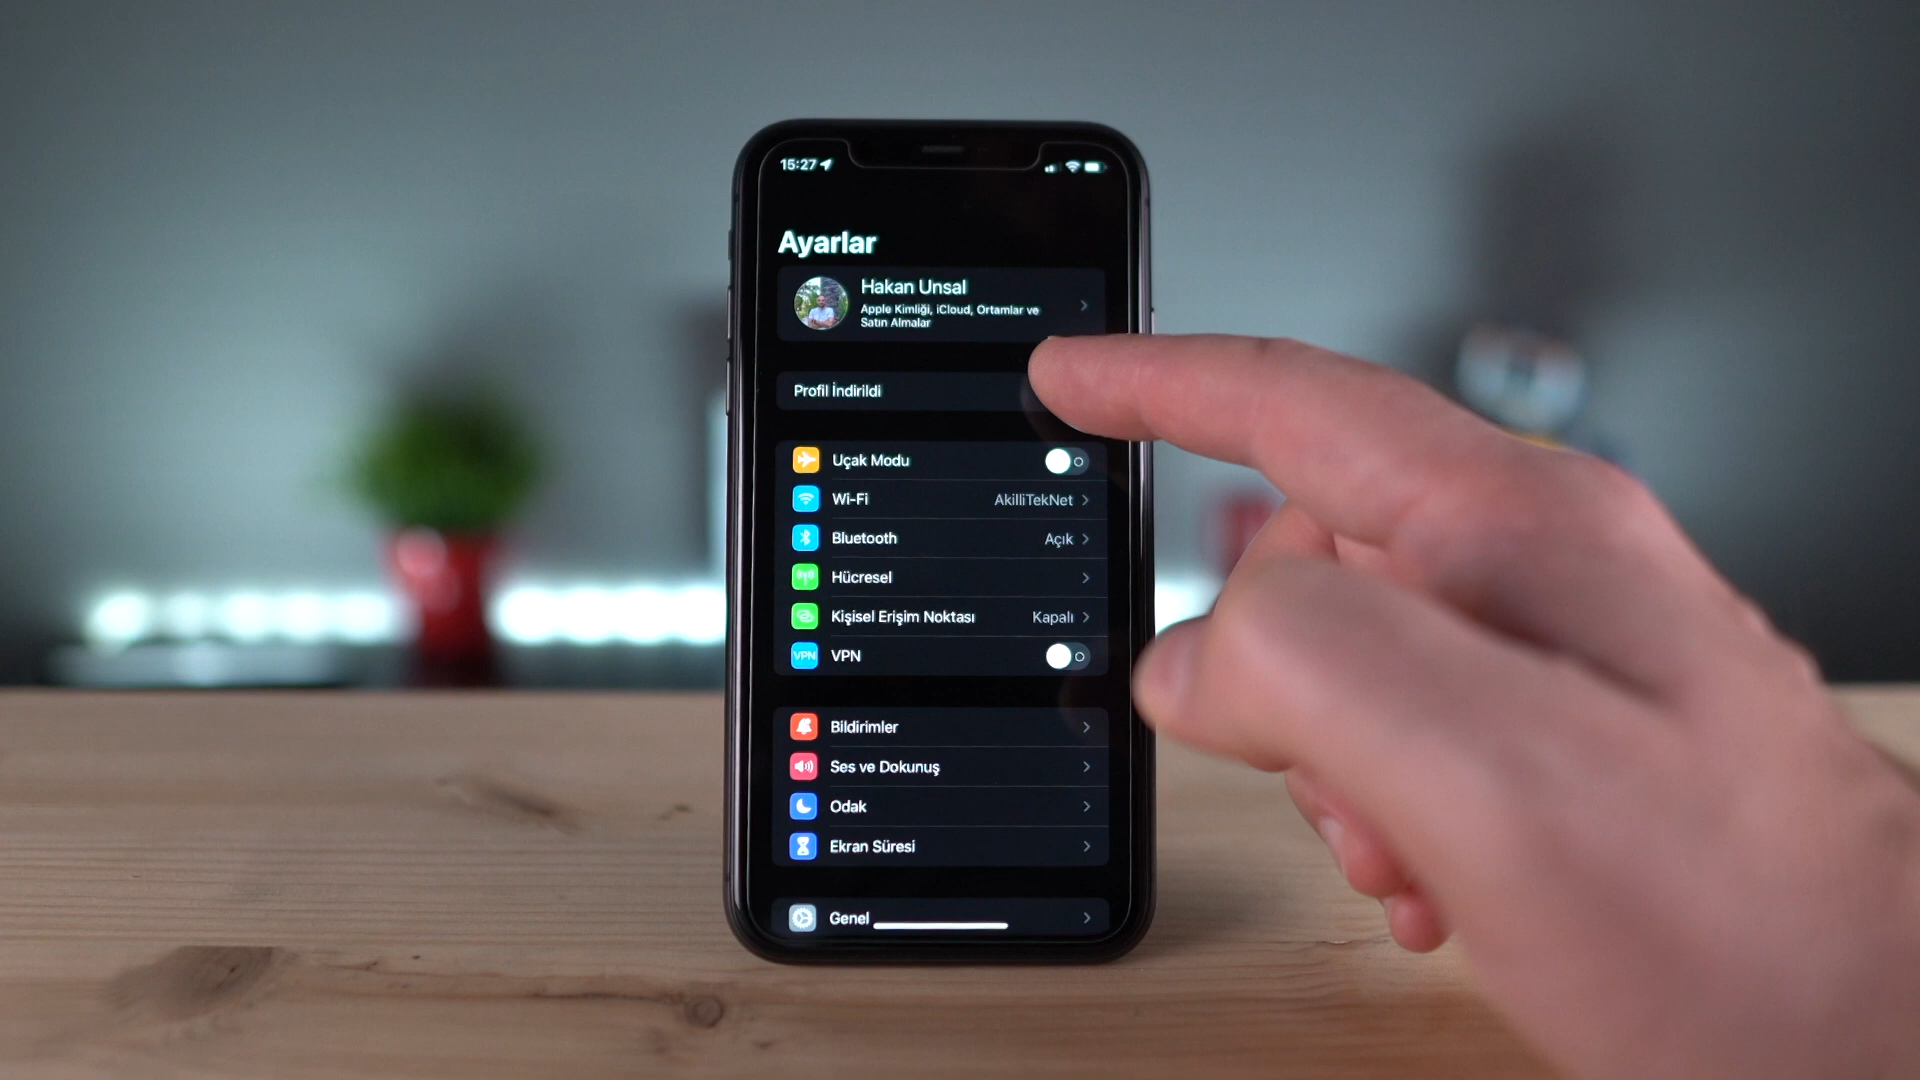 15:27
Ayarlar
Hakan Unsal
Apple Kimliği, iCloud, Ortamlar ve
Satın Almalar
Profil İndirildi
Uçak Modu
Wi-Fi AkilliTekNet
Bluetooth Açık
Hücresel
Kişisel Erişim Noktası Kapalı
VPN VPN
Bildirimler
Ses ve Dokunuş
Odak
Ekran Süresi
Genel